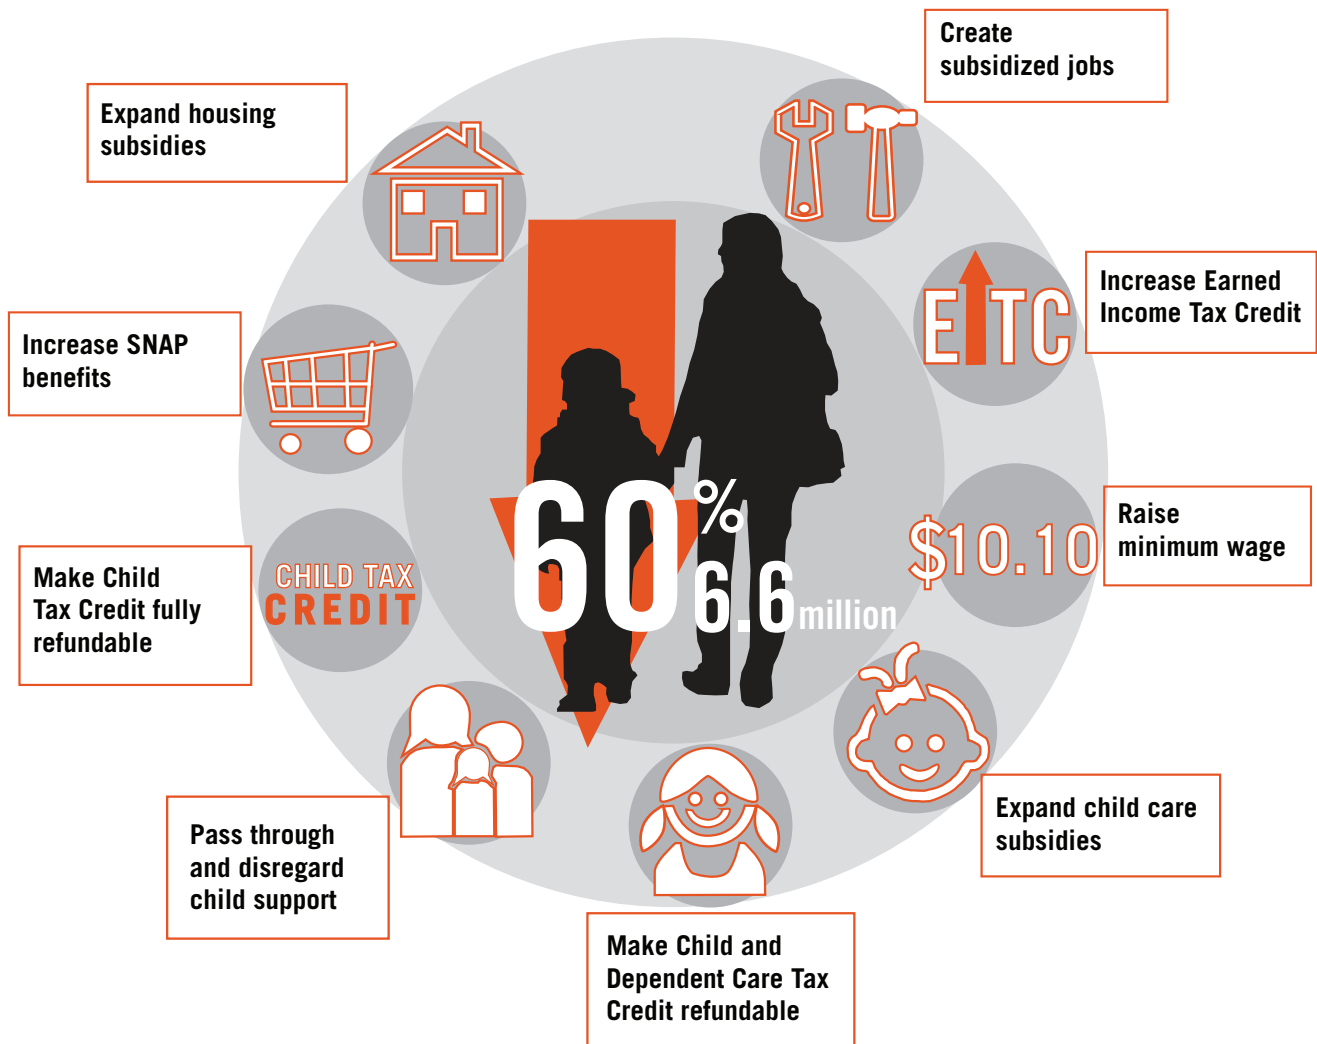 Create
subsidized jobs
Expand housing
subsidies
EITC
Increase Earned
Income Tax Credit
Increase SNAP
benefits
60%
6.6 million
$10.10
Raise
minimum wage
CHILD TAX
CREDIT
Make Child
Tax Credit fully
refundable
Expand child care
subsidies
Pass through
and disregard
child support
Make Child and
Dependent Care Tax
Credit refundable